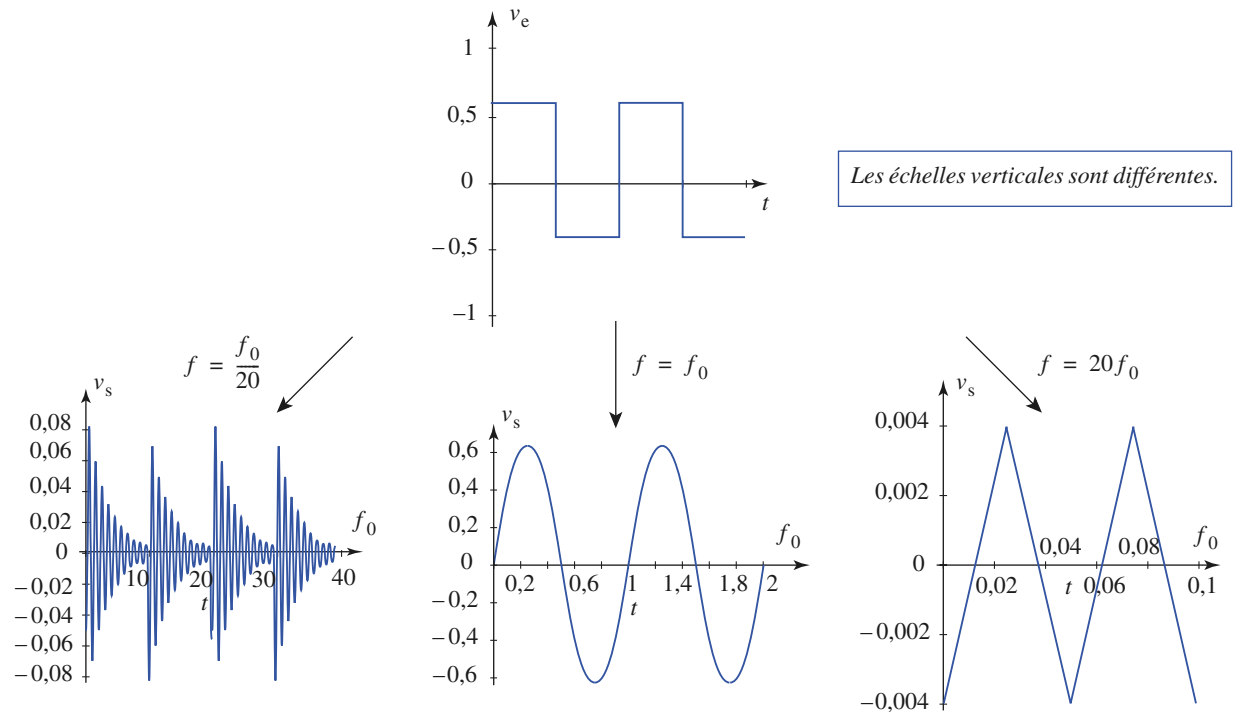 v_e
1
0,5
0
–0,5
–1
t
Les échelles verticales sont différentes.
f = f_0/20
f = f_0
f = 20f_0
v_s
0,08
0,06
0,04
0,02
0
–0,02
–0,04
–0,06
–0,08
10 20 30 40
t
f_0
v_s
0,6
0,4
0,2
0
–0,2
–0,4
–0,6
0,2 0,6 1 1,4 1,8 2
t
f_0
v_s
0,004
0,002
0
–0,002
–0,004
0,04 0,08
0,02 0,06 0,1
t
f_0